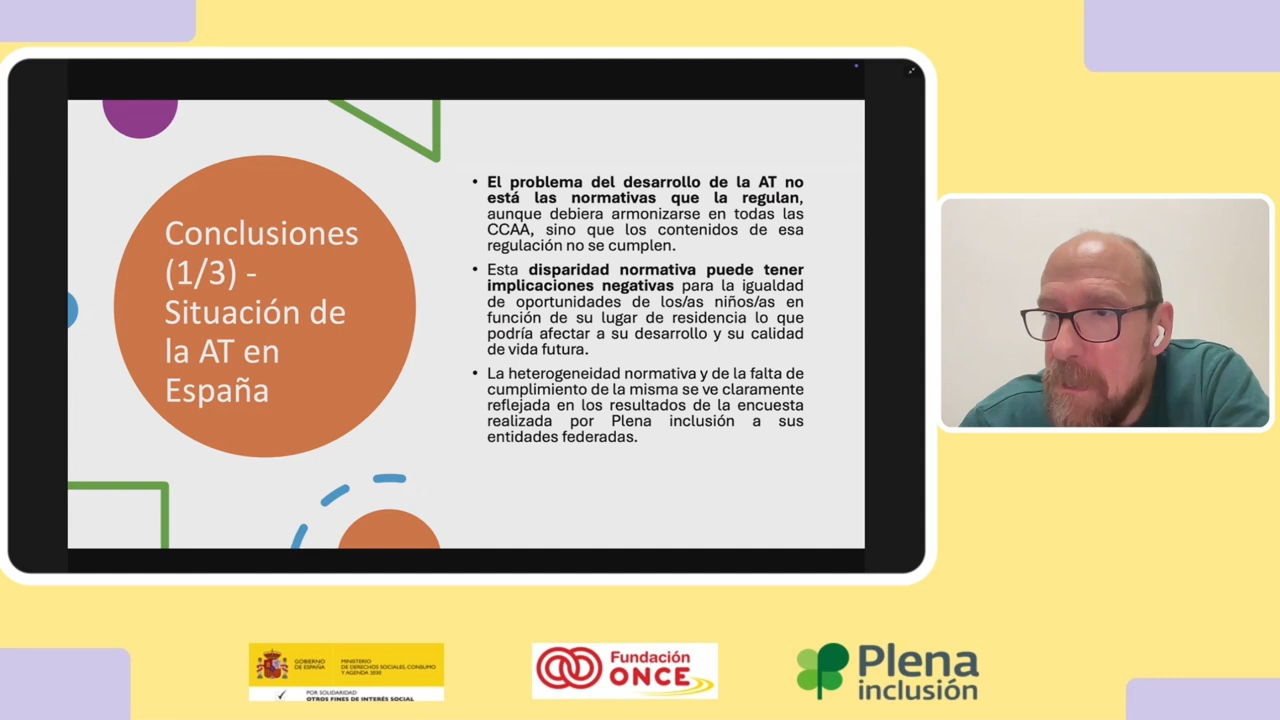 Conclusiones
(1/3) -
Situación de
la AT en
España
• El problema del desarrollo de la AT no
está las normativas que la regulan,
aunque debiera armonizarse en todas las
CCAA, sino que los contenidos de esa
regulación no se cumplen.
• Esta disparidad normativa puede tener
implicaciones negativas para la igualdad
de oportunidades de los/as niños/as en
función de su lugar de residencia lo que
podría afectar a su desarrollo y su calidad
de vida futura.
• La heterogeneidad normativa y de la falta de
cumplimiento de la misma se ve claramente
reflejada en los resultados de la encuesta
realizada por Plena inclusión a sus
entidades federadas.
GOBIERNO
DE ESPAÑA
MINISTERIO
DE DERECHOS SOCIALES, CONSUMO
Y AGENDA 2030
POR SOLIDARIDAD
OTROS FINES DE INTERÉS SOCIAL
Fundación
ONCE
Plena
inclusión